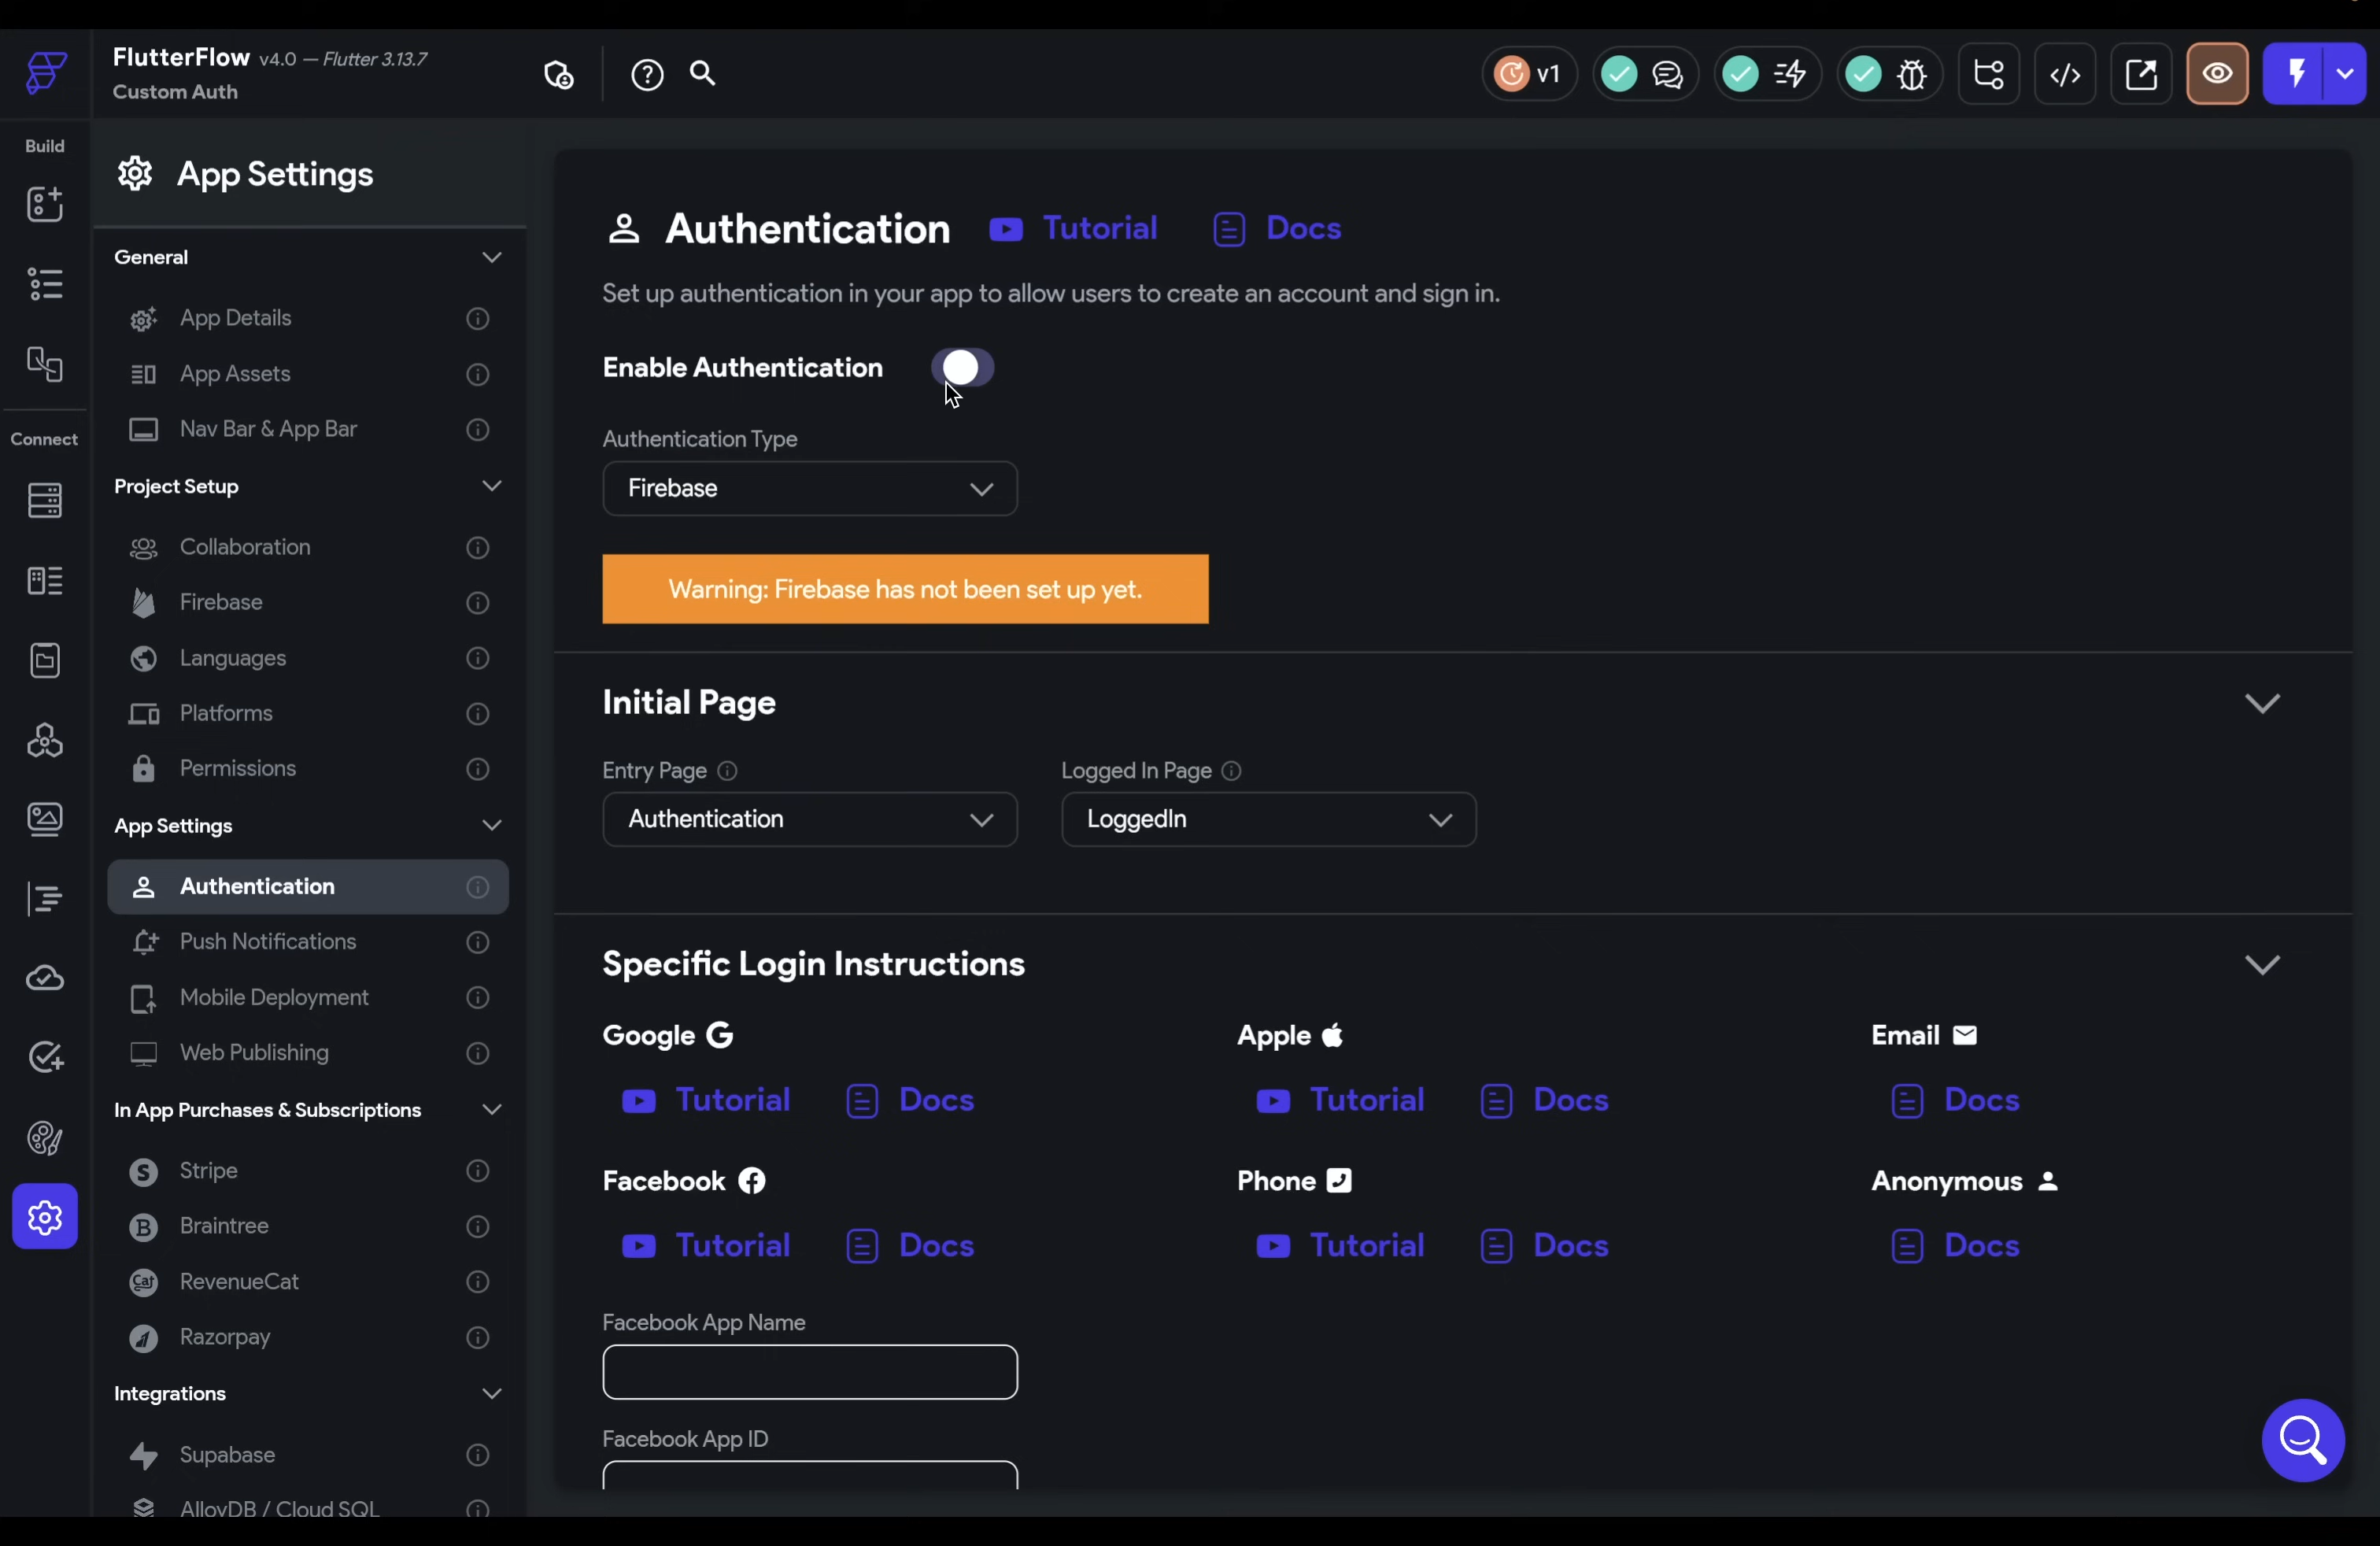 FlutterFlow v4.0 — Flutter 3.13.7
Custom Auth
v1
Build
Connect
App Settings
General
App Details
App Assets
Nav Bar & App Bar
Project Setup
Collaboration
Firebase
Languages
Platforms
Permissions
App Settings
Authentication
Push Notifications
Mobile Deployment
Web Publishing
In App Purchases & Subscriptions
Stripe
Braintree
RevenueCat
Razorpay
Integrations
Supabase
AlloyDB / Cloud SQL
Authentication Tutorial Docs
Set up authentication in your app to allow users to create an account and sign in.
Enable Authentication
Authentication Type
Firebase
Warning: Firebase has not been set up yet.
Initial Page
Entry Page Logged In Page
Authentication LoggedIn
Specific Login Instructions
Google Apple Email
Tutorial Docs Tutorial Docs Docs
Facebook Phone Anonymous
Tutorial Docs Tutorial Docs Docs
Facebook App Name
Facebook App ID